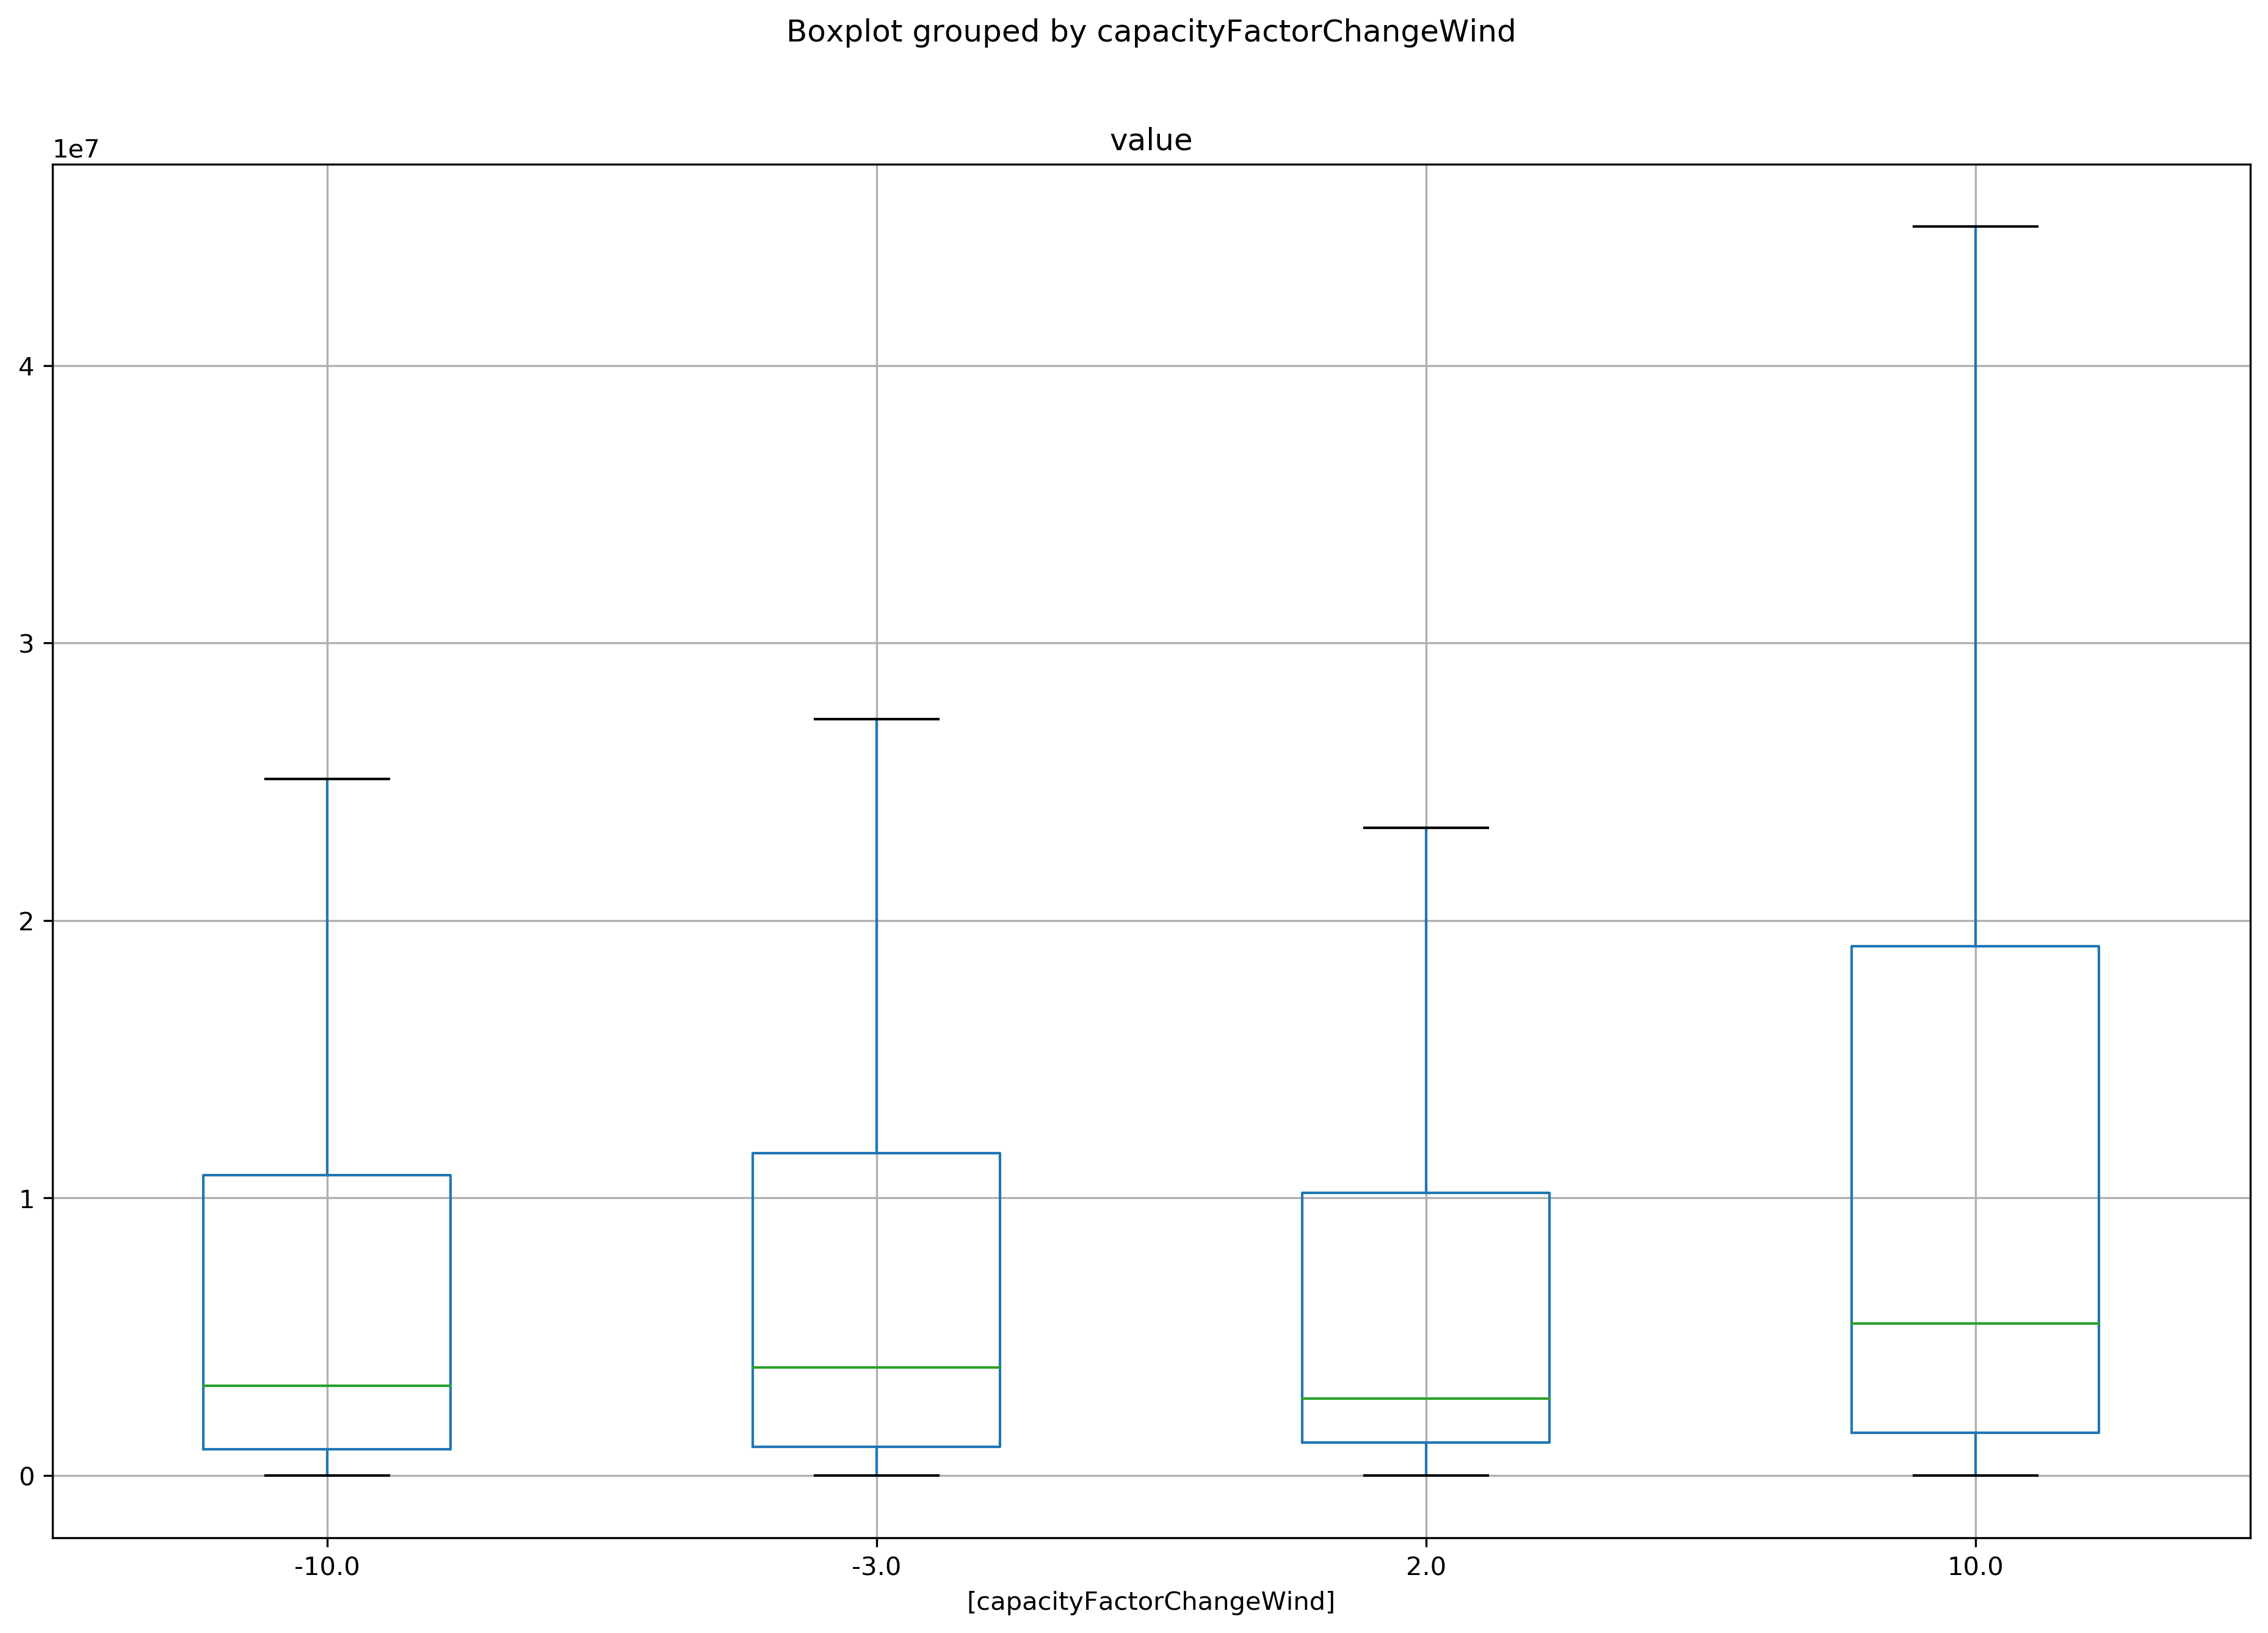 Boxplot grouped by capacityFactorChangeWind
value
1e7
4
3
2
1
0
-10.0 -3.0 2.0 10.0
[capacityFactorChangeWind]